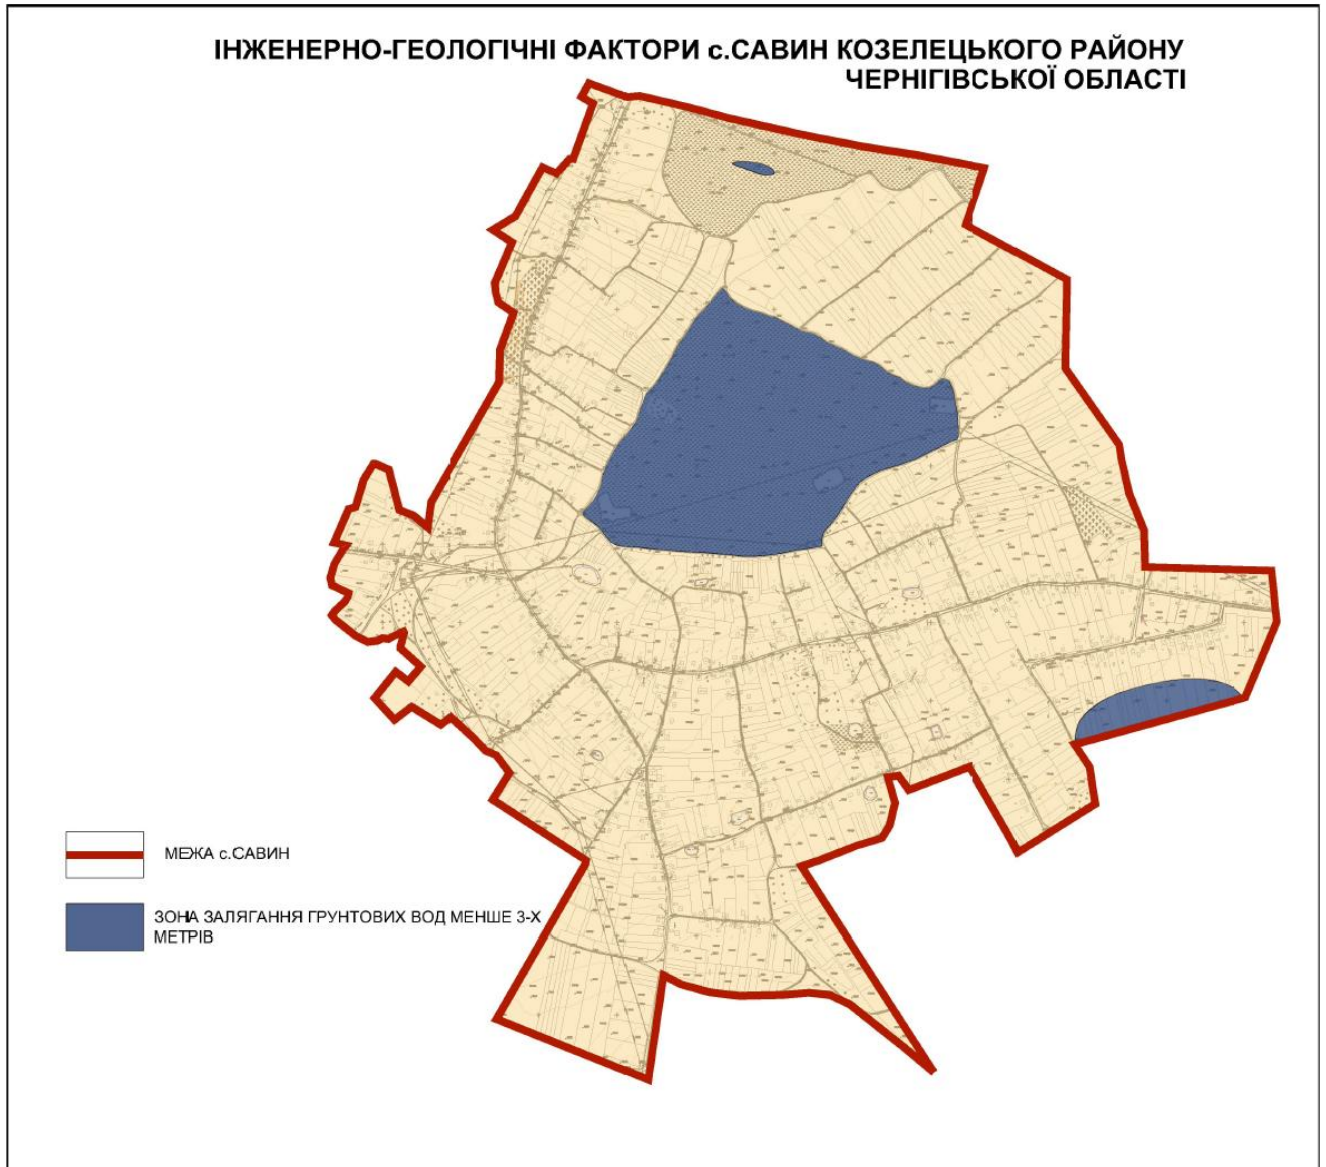 ІНЖЕНЕРНО-ГЕОЛОГІЧНІ ФАКТОРИ с.САВИН КОЗЕЛЕЦЬКОГО РАЙОНУ
ЧЕРНІГІВСЬКОЇ ОБЛАСТІ
МЕЖА с.САВИН
ЗОНА ЗАЛЯГАННЯ ГРУНТОВИХ ВОД МЕНШЕ 3-Х
МЕТРІВ